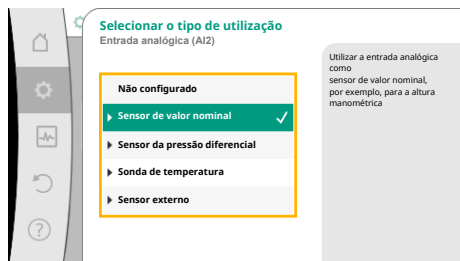 Selecionar o tipo de utilização
Entrada analógica (AI2)
Não configurado
Sensor de valor nominal
Sensor da pressão diferencial
Sonda de temperatura
Sensor externo
Utilizar a entrada analógica
como
sensor de valor nominal,
por exemplo, para a altura
manométrica
?